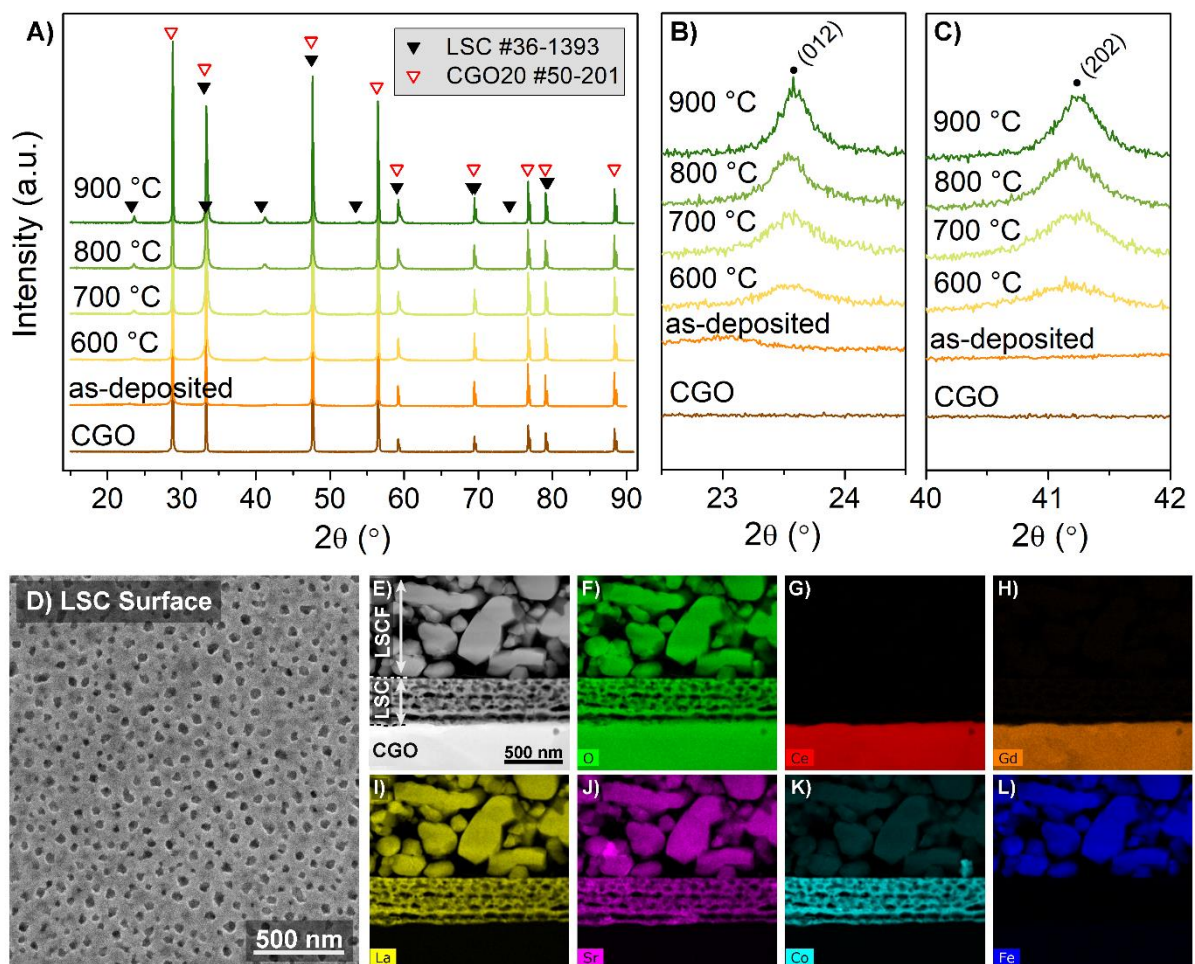 A)
LSC #36-1393
CGO20 #50-201
900 °C
800 °C
700 °C
600 °C
as-deposited
CGO
Intensity (a.u.)
20 30 40 50 60 70 80 90
2θ (°)
B)
(012)
900 °C
800 °C
700 °C
600 °C
as-deposited
CGO
23 24
2θ (°)
C)
(202)
900 °C
800 °C
700 °C
600 °C
as-deposited
CGO
40 41 42
2θ (°)
D) LSC Surface
500 nm
E)
LSCF
LSC
CGO
500 nm
F)
O
G)
Ce
H)
Gd
I)
La
J)
Sr
K)
Co
L)
Fe